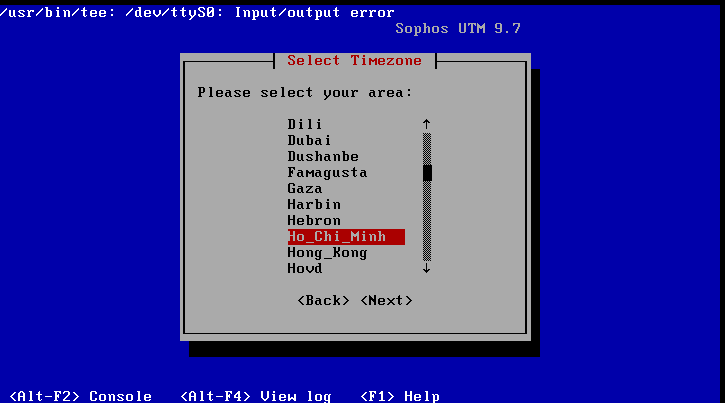 /usr/bin/tee: /dev/ttyS0: Input/output error
Sophos UTM 9.7
Select Timezone
Please select your area:
Dili
Dubai
Dushanbe
Famagusta
Gaza
Harbin
Hebron
Ho_Chi_Minh
Hong_Kong
Hovd
<Back> <Next>
<Alt-F2> Console <Alt-F4> View log <F1> Help